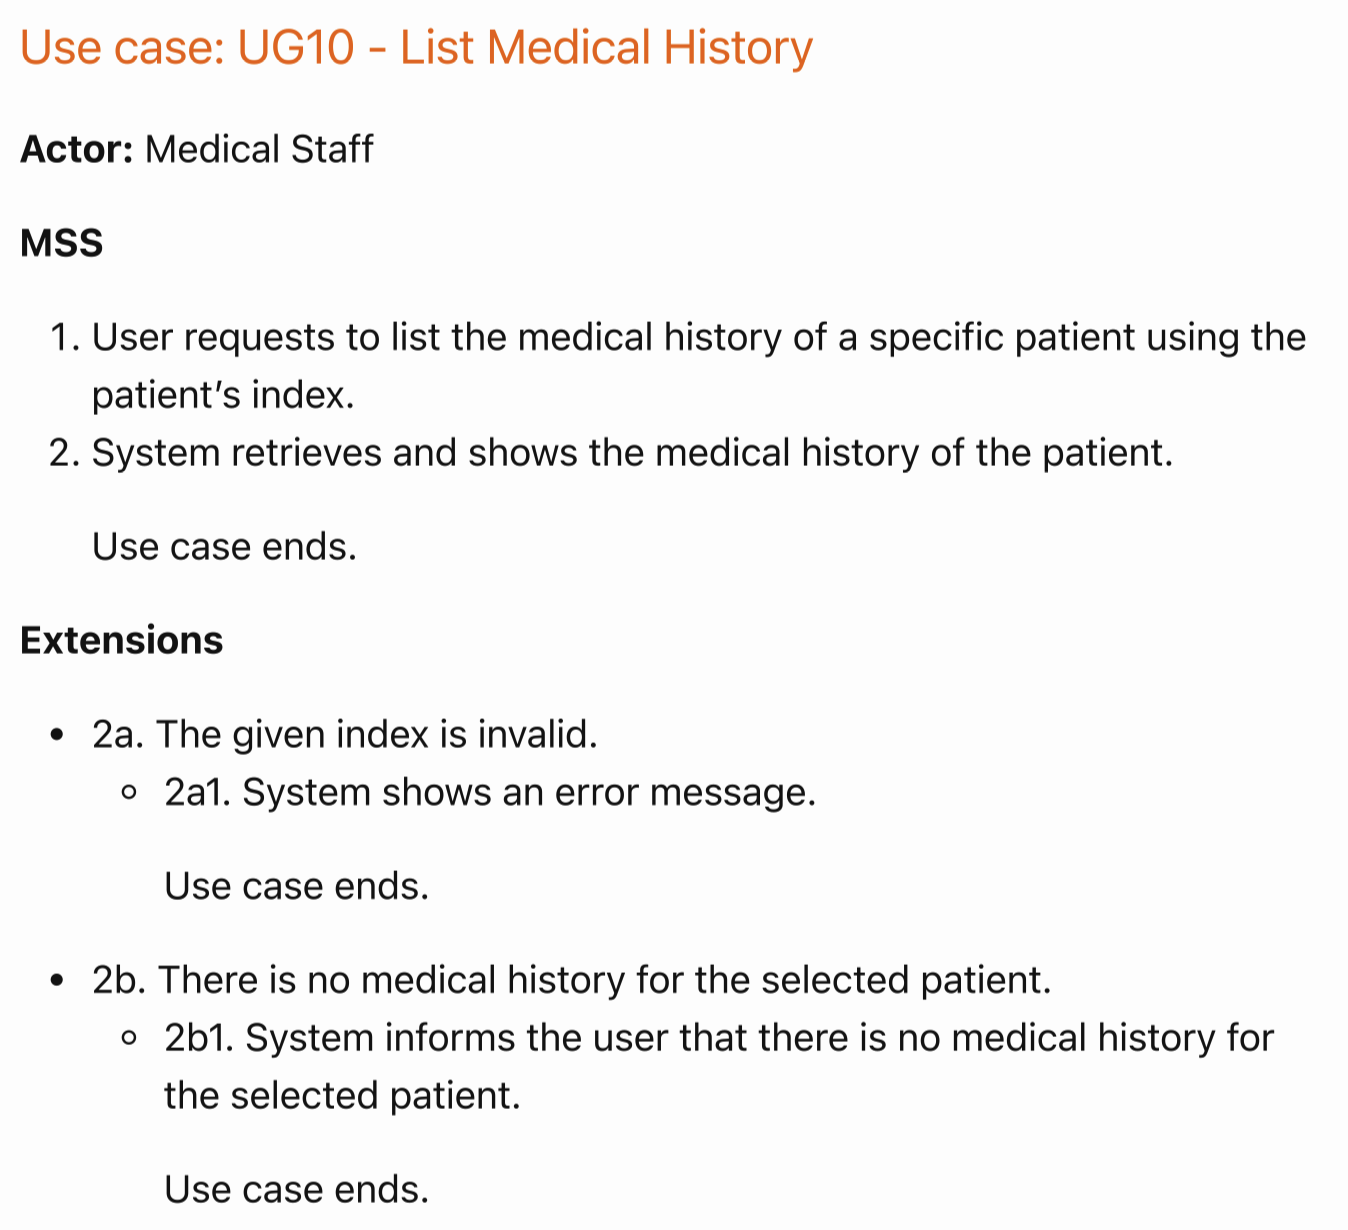 Use case: UG10 - List Medical History
Actor: Medical Staff
MSS
1. User requests to list the medical history of a specific patient using the
patient’s index.
2. System retrieves and shows the medical history of the patient.
Use case ends.
Extensions
• 2a. The given index is invalid.
◦ 2a1. System shows an error message.
Use case ends.
• 2b. There is no medical history for the selected patient.
◦ 2b1. System informs the user that there is no medical history for
the selected patient.
Use case ends.